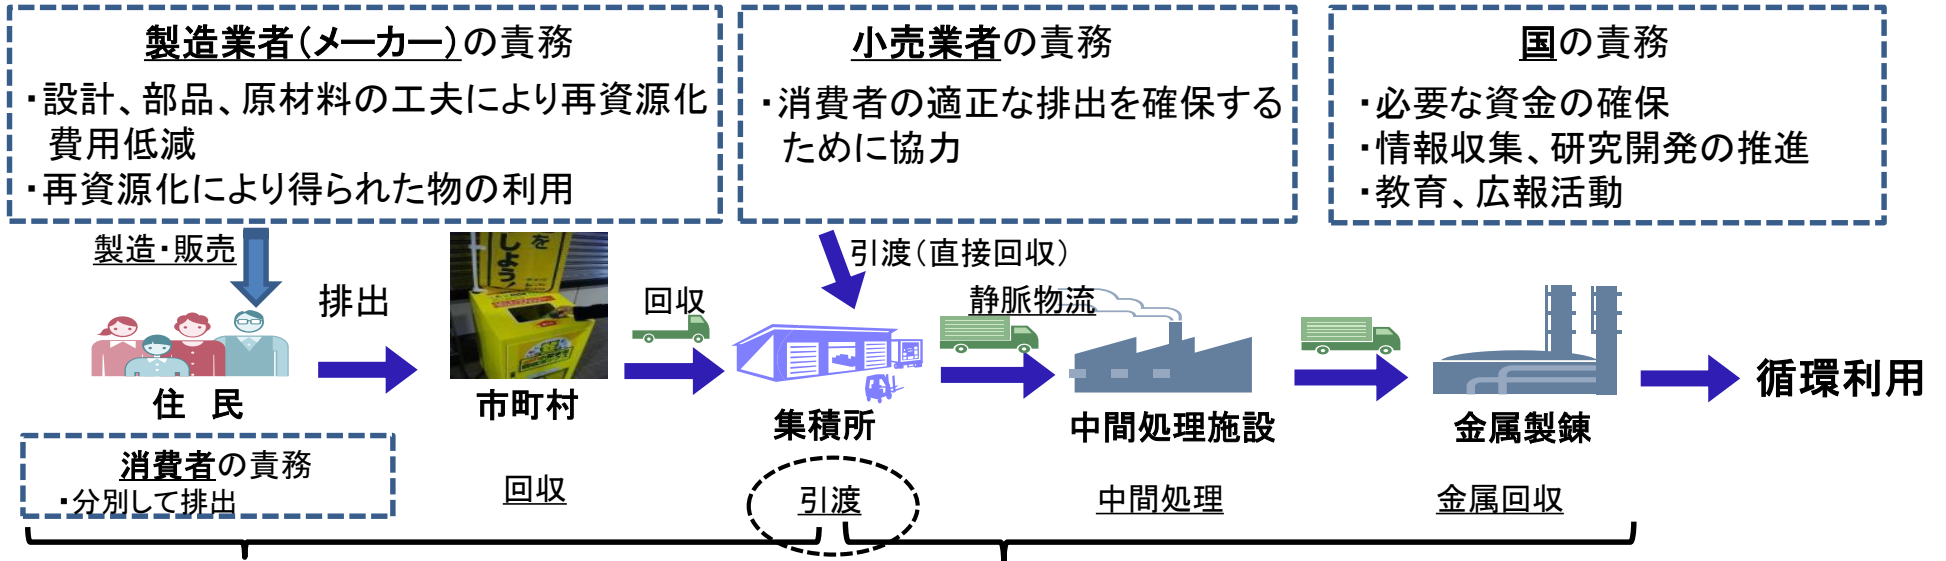 製造業者（メーカー）の責務
・設計、部品、原材料の工夫により再資源化
費用低減
・再資源化により得られた物の利用
小売業者の責務
・消費者の適正な排出を確保する
ために協力
国の責務
・必要な資金の確保
・情報収集、研究開発の推進
・教育、広報活動
製造・販売
排出
を
しよう!
回収
引渡（直接回収）
静脈物流
住　民
市町村
集積所
中間処理施設
金属製錬
循環利用
消費者の責務
・分別して排出
回収
引渡
中間処理
金属回収